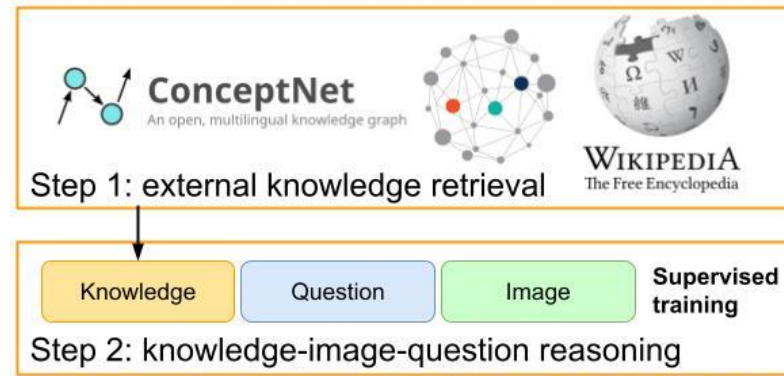 ConceptNet
An open, multilingual knowledge graph
Ω W И 維
WIKIPEDIA
The Free Encyclopedia
Step 1: external knowledge retrieval
Knowledge
Question
Image
Supervised
training
Step 2: knowledge-image-question reasoning